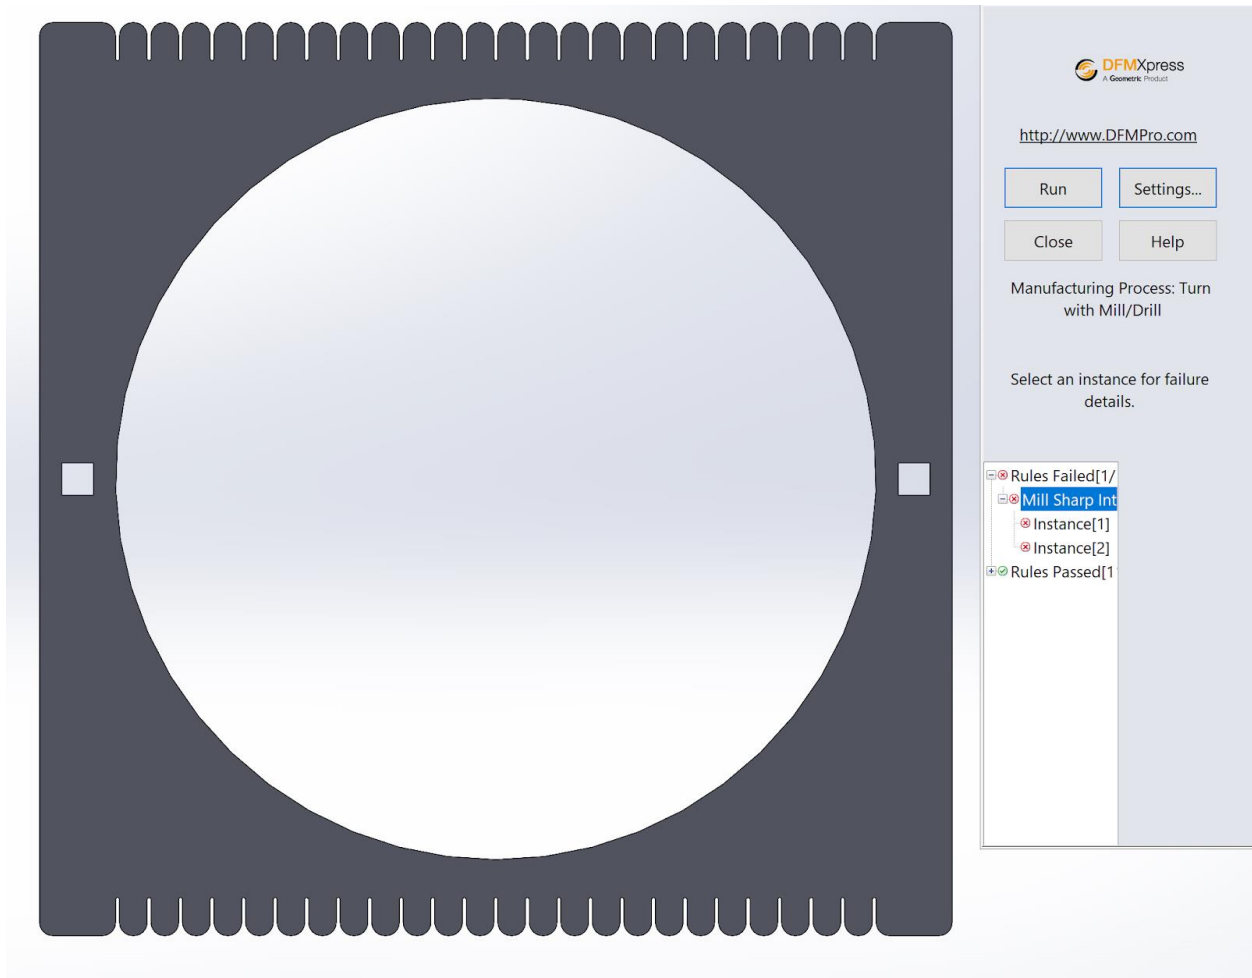 DFMXpress
A Geometric Product
http://www.DFMPro.com
Run
Settings...
Close
Help
Manufacturing Process: Turn
with Mill/Drill
Select an instance for failure
details.
Rules Failed[1/
Mill Sharp Int
Instance[1]
Instance[2]
Rules Passed[1